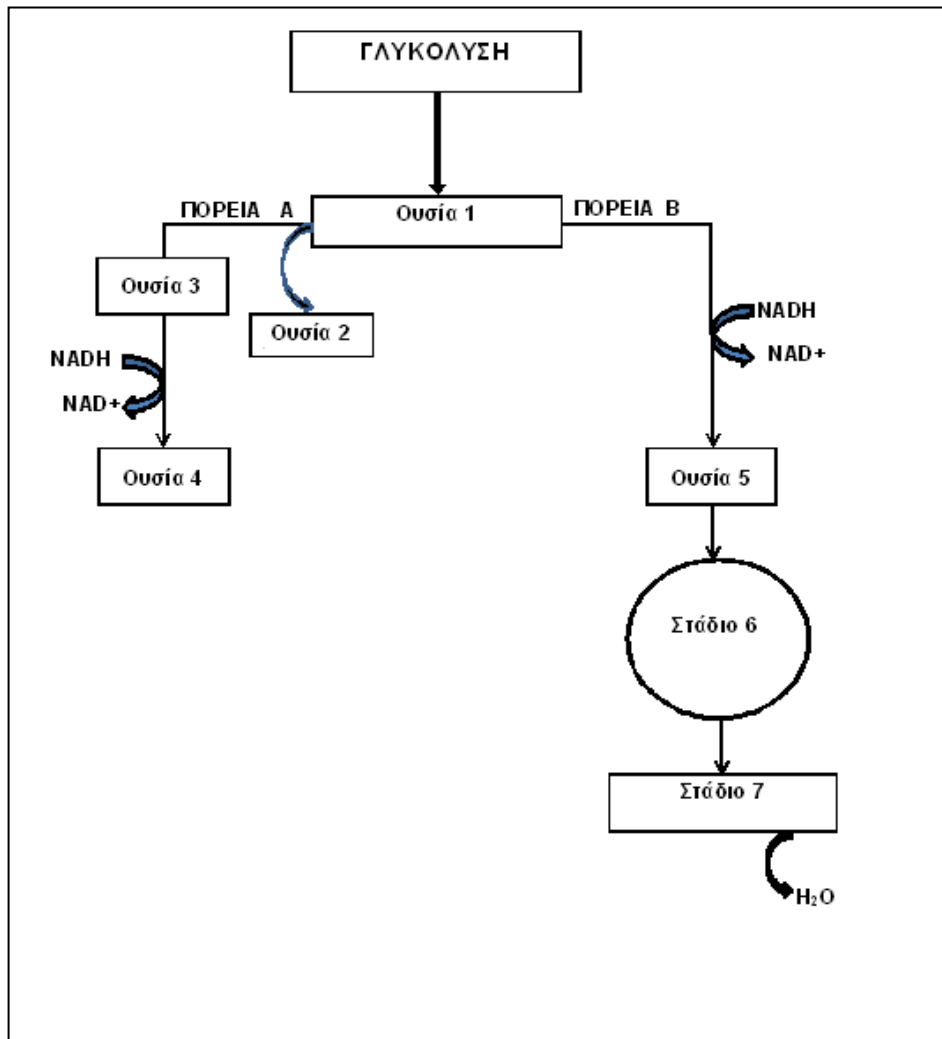 ΓΛΥΚΟΛΥΣΗ
ΠΟΡΕΙΑ Α
Ουσία 1
ΠΟΡΕΙΑ Β
Ουσία 3
Ουσία 2
NADH
NAD+
NADH
NAD+
Ουσία 4
Ουσία 5
Στάδιο 6
Στάδιο 7
H₂O